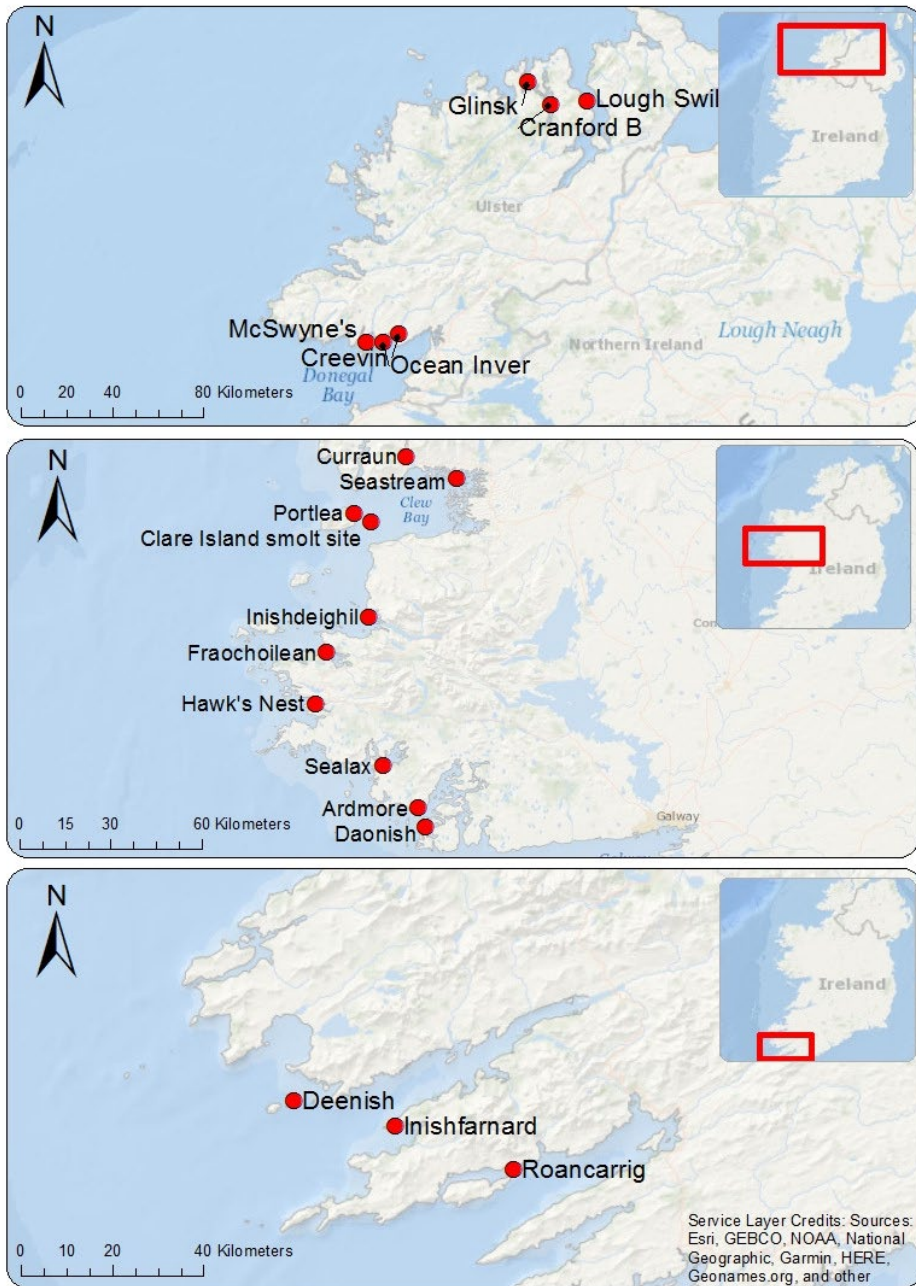 N
Glinsk
Lough Swil
Cranford B
Ireland
Ulster
McSwyne's
Creevin
Ocean Inver
Donegal
Bay
Northern Ireland
Lough Neagh
0 20 40 80 Kilometers
N
Curraun
Seastream
Clew
Bay
Portlea
Clare Island smolt site
Ireland
Inishdeighil
Fraochoilean
Hawk's Nest
Sealax
Ardmore
Daonish
Galway
0 15 30 60 Kilometers
N
Ireland
Deenish
Inishfarnard
Roancarrig
0 10 20 40 Kilometers
Service Layer Credits: Sources:
Esri, GEBCO, NOAA, National
Geographic, Garmin, HERE,
Geonames.org, and other